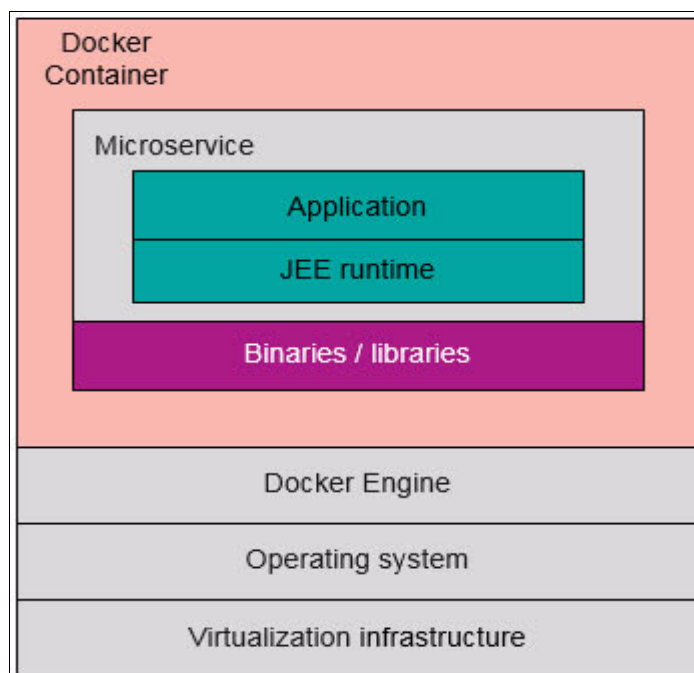 Docker
Container
Microservice
Application
JEE runtime
Binaries / libraries
Docker Engine
Operating system
Virtualization infrastructure